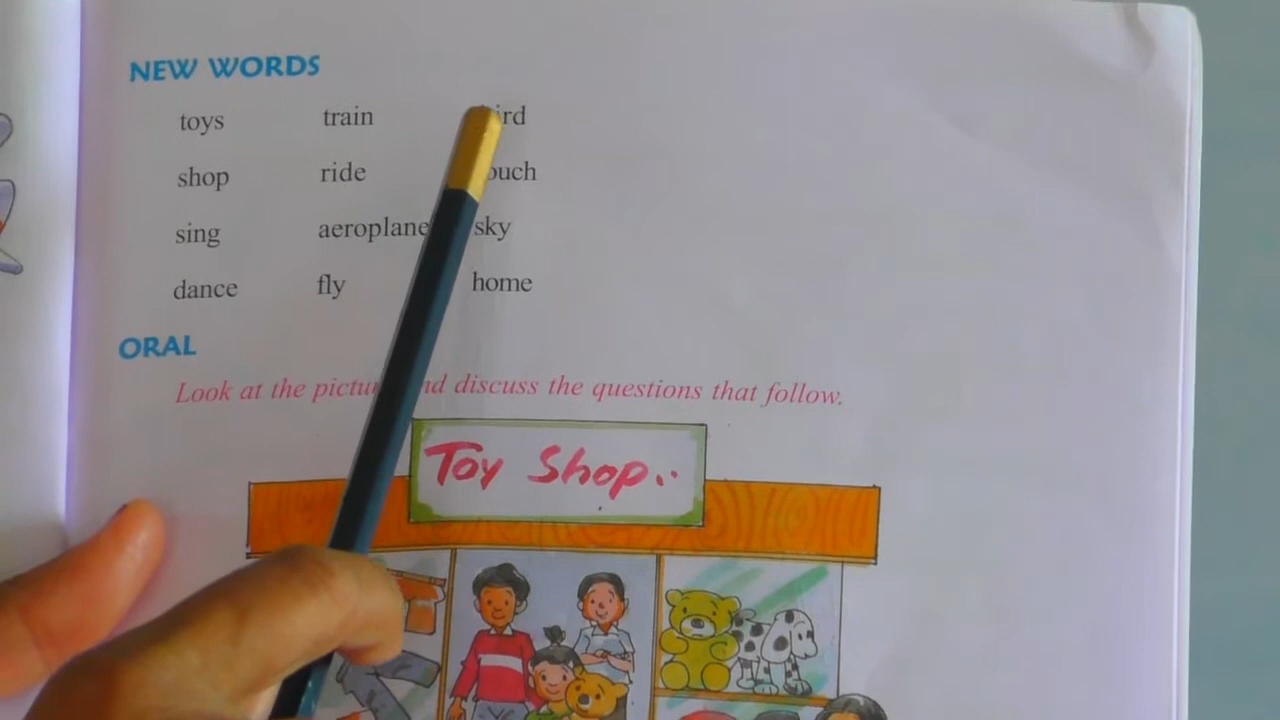 NEW WORDS
toys train
shop ride
sing aeroplane sky
dance fly home
ORAL
Look at the discuss the questions that follow.
Toy Shop..